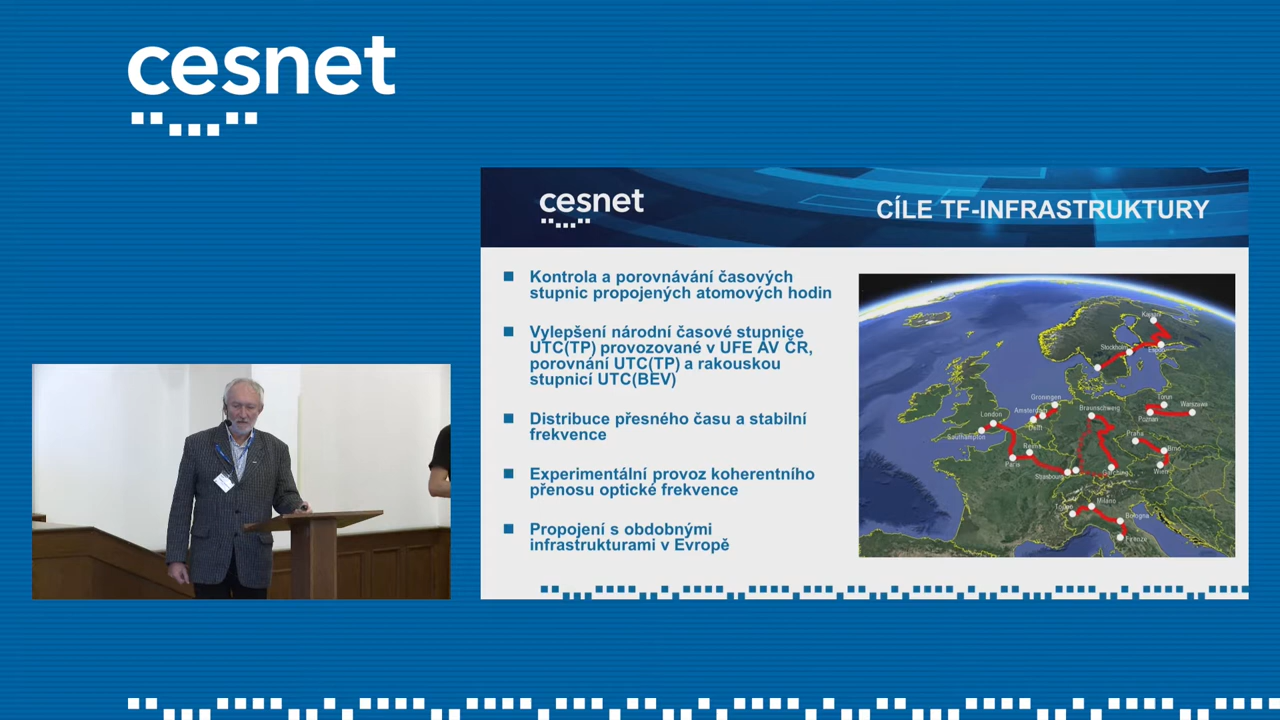 cesnet
cesnet
CÍLE TF-INFRASTRUKTURY
Kontrola a porovnávání časových
stupnic propojených atomových hodin
Vylepšení národní časové stupnice
UTC(TP) provozované v UFE AV ČR,
porovnání UTC(TP) a rakouskou
stupnicí UTC(BEV)
Distribuce přesného času a stabilní
frekvence
Experimentální provoz koherentního
přenosu optické frekvence
Propojení s obdobnými
infrastrukturami v Evropě
Stockholm
Groningen
Torun
Warszawa
London
Amsterdam
Braunschweig
Poznan
Delft
Southampton
Praha
Reims
Brno
Paris
Wien
Strasbourg
Garching
Milano
Bologna
Firenze